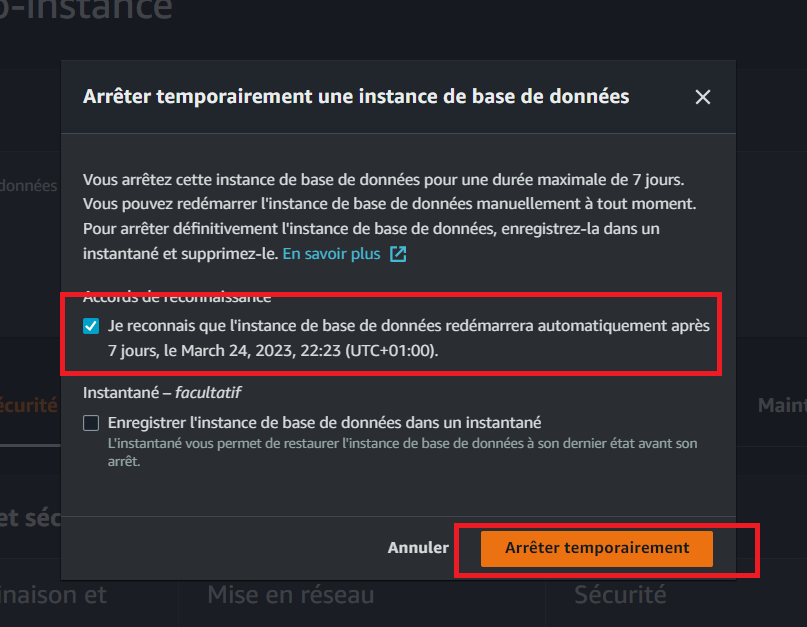 o-instance
Arrêter temporairement une instance de base de données
données
Vous arrêtez cette instance de base de données pour une durée maximale de 7 jours.
Vous pouvez redémarrer l'instance de base de données manuellement à tout moment.
Pour arrêter définitivement l'instance de base de données, enregistrez-la dans un
instantané et supprimez-le. En savoir plus
Accords de reconnaissance
Je reconnais que l'instance de base de données redémarrera automatiquement après
7 jours, le March 24, 2023, 22:23 (UTC+01:00).
Instantané – facultatif
écurité
Maint
Enregistrer l'instance de base de données dans un instantané
L'instantané vous permet de restaurer l'instance de base de données à son dernier état avant son
arrêt.
et séc
Annuler Arrêter temporairement
inaison et Mise en réseau Sécurité